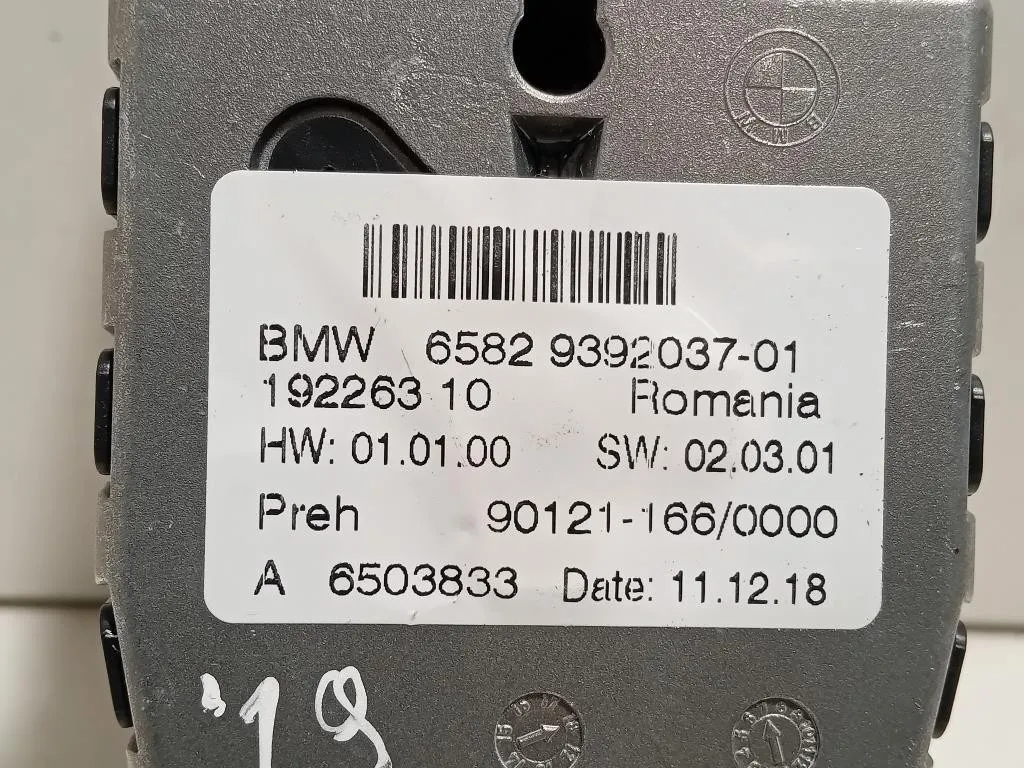 BMW
BMW 6582 9392037-01
192263 10 Romania
HW: 01.01.00 SW: 02.03.01
Preh 90121-166/0000
A 6503833 Date: 11.12.18
19